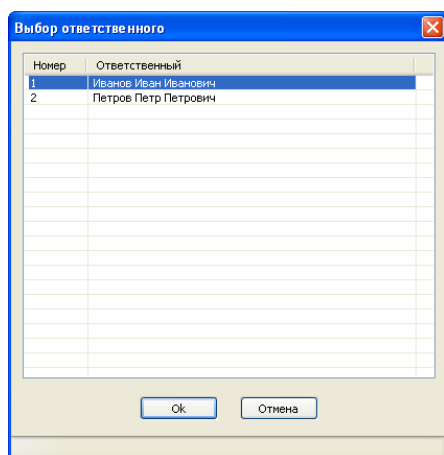 Выбор ответственного
Номер Ответственный
1 Иванов Иван Иванович
2 Петров Петр Петрович
Ok Отмена